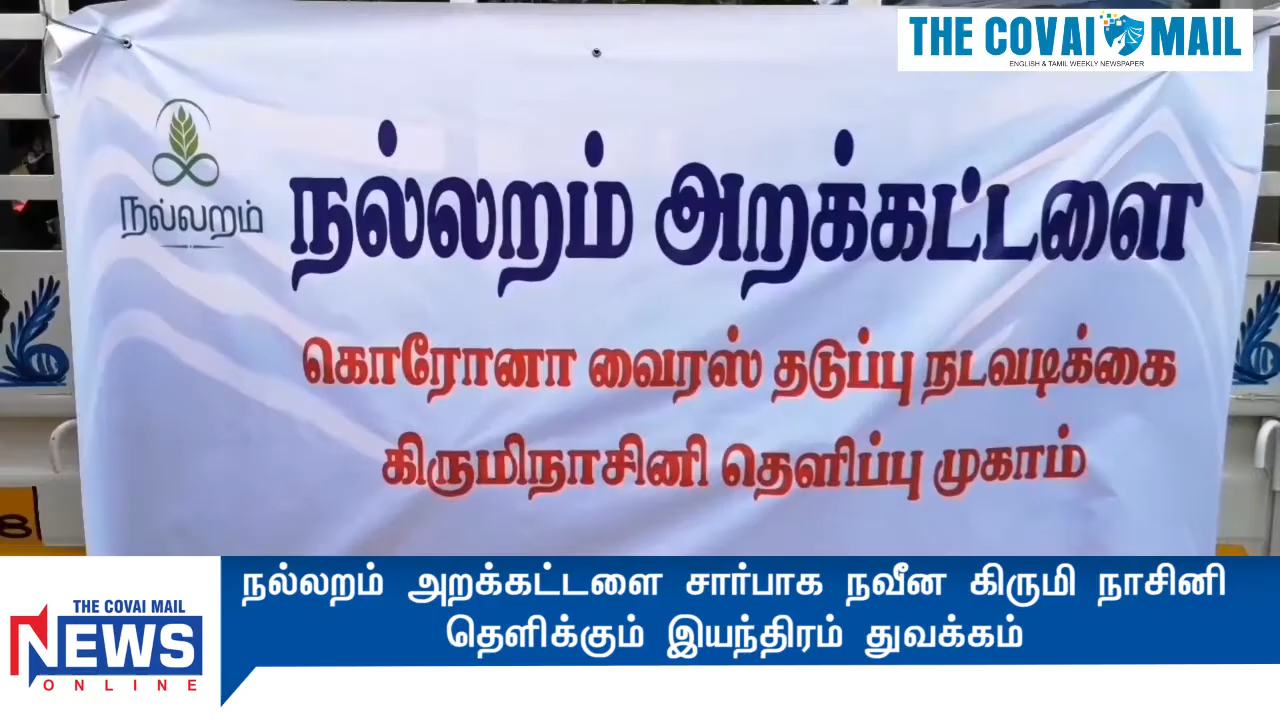 THE COVAI MAIL
ENGLISH & TAMIL WEEKLY NEWSPAPER
நல்லறம்
நல்லறம் அறக்கட்டளை
கொரோனா வைரஸ் தடுப்பு நடவடிக்கை
கிருமிநாசினி தெளிப்பு முகாம்
8
THE COVAI MAIL
NEWS
ONLINE
நல்லறம் அறக்கட்டளை சார்பாக நவீன கிருமி நாசினி
தெளிக்கும் இயந்திரம் துவக்கம்